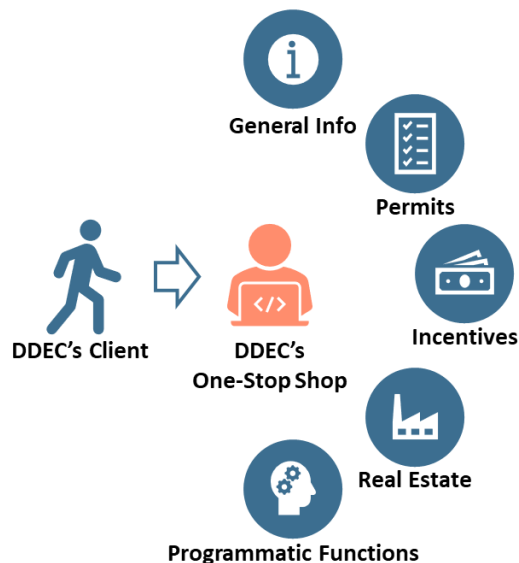 General Info
Permits
DDEC's Client
DDEC's
One-Stop Shop
Incentives
Real Estate
Programmatic Functions